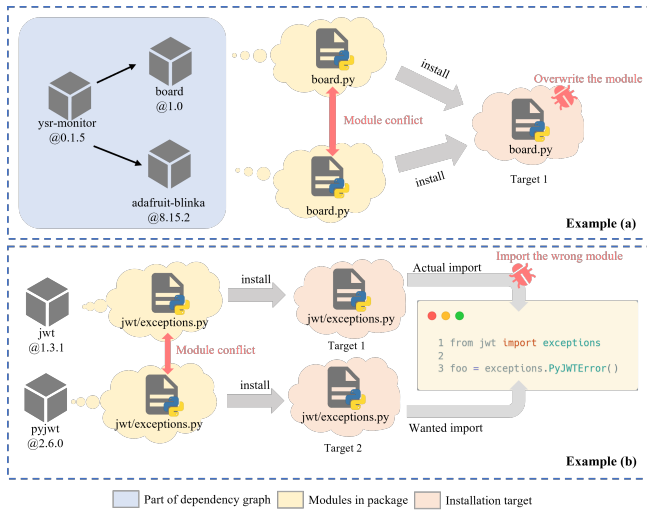 board
@1.0
ysr-monitor
@0.1.5
adafruit-blinka
@8.15.2
board.py
Module conflict
board.py
install
install
Overwrite the module
board.py
Target 1
Example (a)
jwt
@1.3.1
pyjwt
@2.6.0
jwt/exceptions.py
Module conflict
jwt/exceptions.py
install
install
jwt/exceptions.py
Target 1
jwt/exceptions.py
Target 2
Actual import
Import the wrong module
1 from jwt import exceptions
2
3 foo = exceptions.PyJWTError()
Wanted import
Example (b)
Part of dependency graph
Modules in package
Installation target